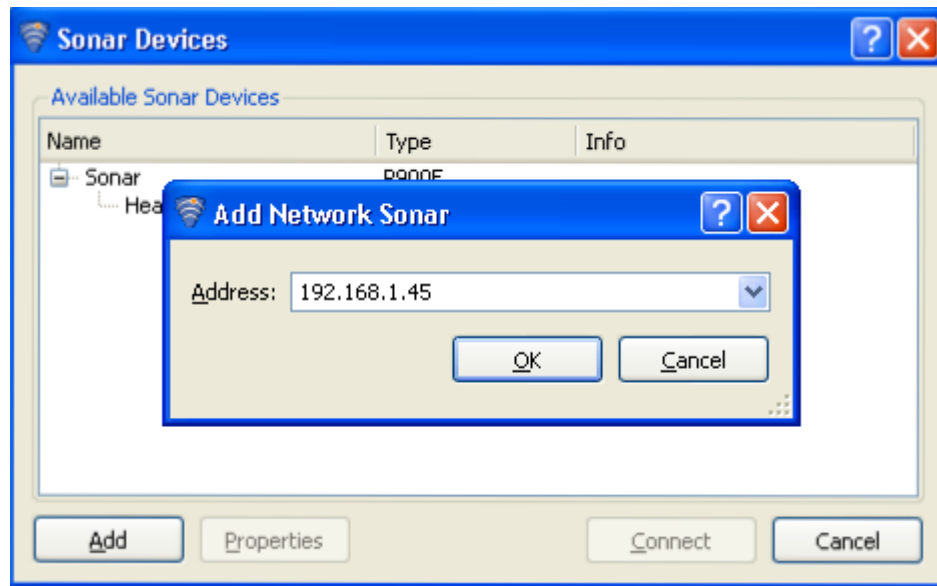 Sonar Devices
Available Sonar Devices
Name Type Info
Sonar
Add Network Sonar
Address: 192.168.1.45
OK Cancel
Add Properties Connect Cancel